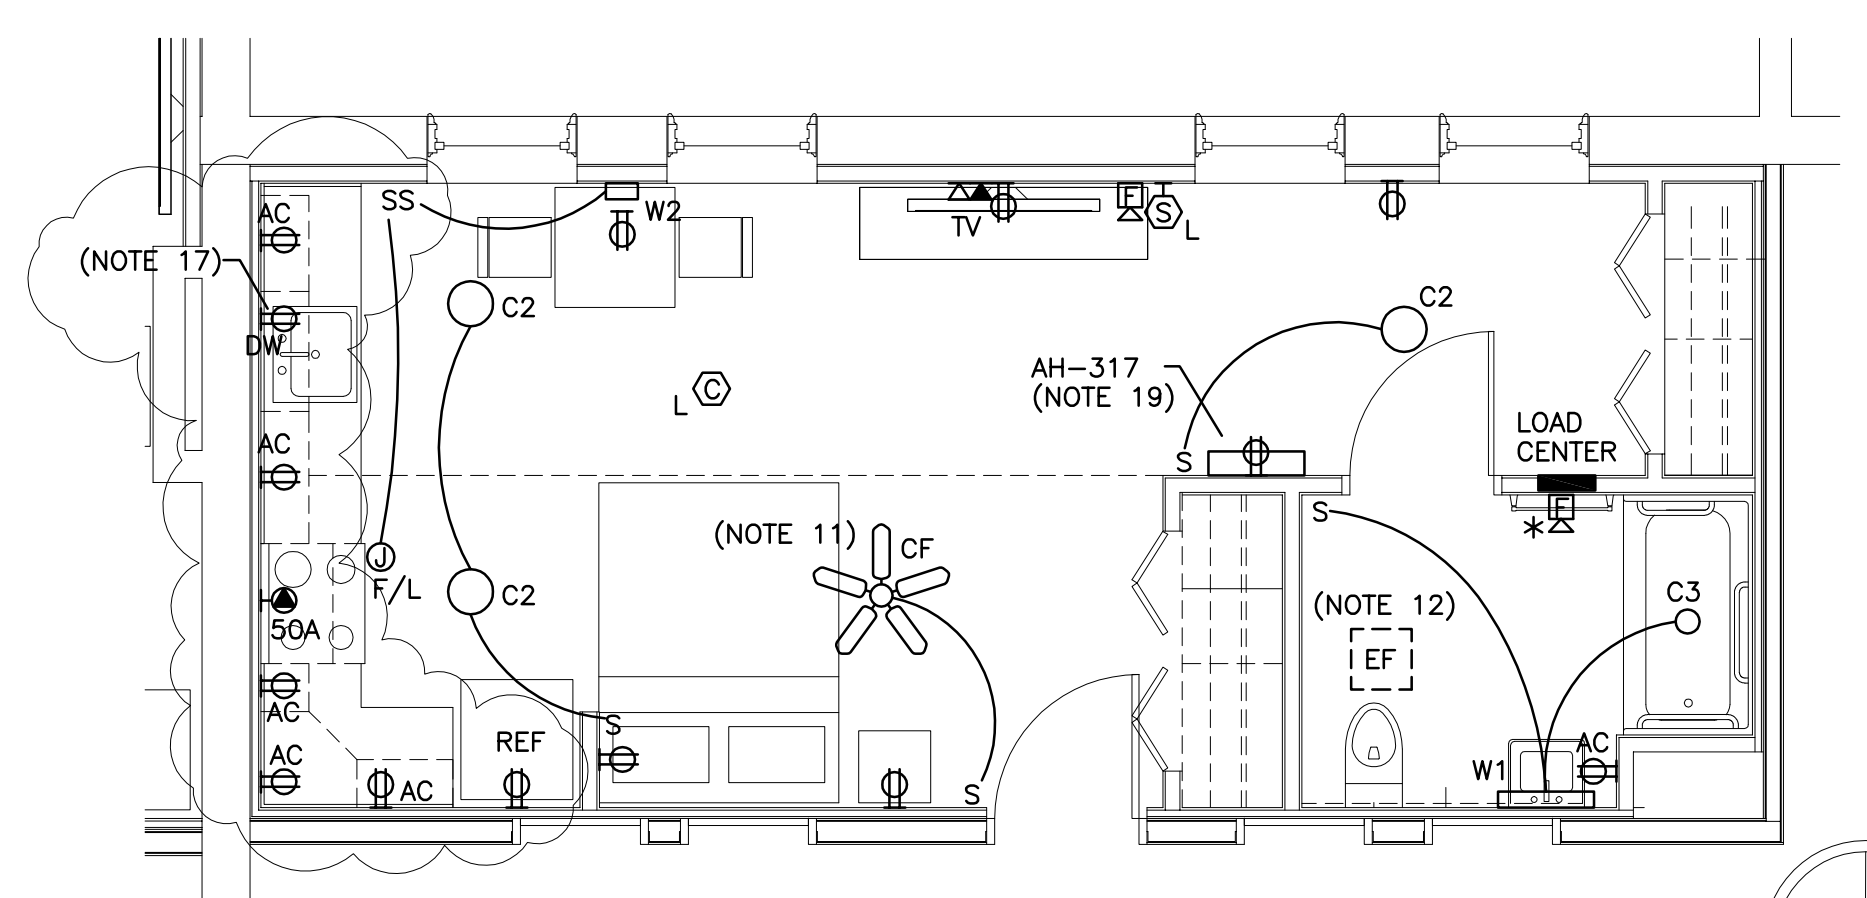 AC
SS
W2
TV
F
S
L
(NOTE 17)
C2
C2
DW
AH-317
(NOTE 19)
C
L
LOAD
CENTER
AC
S
S
F
*
(NOTE 11)
CF
J
F/L
C2
50A
(NOTE 12)
C3
EF
AC
S
REF
AC
AC
S
W1
AC